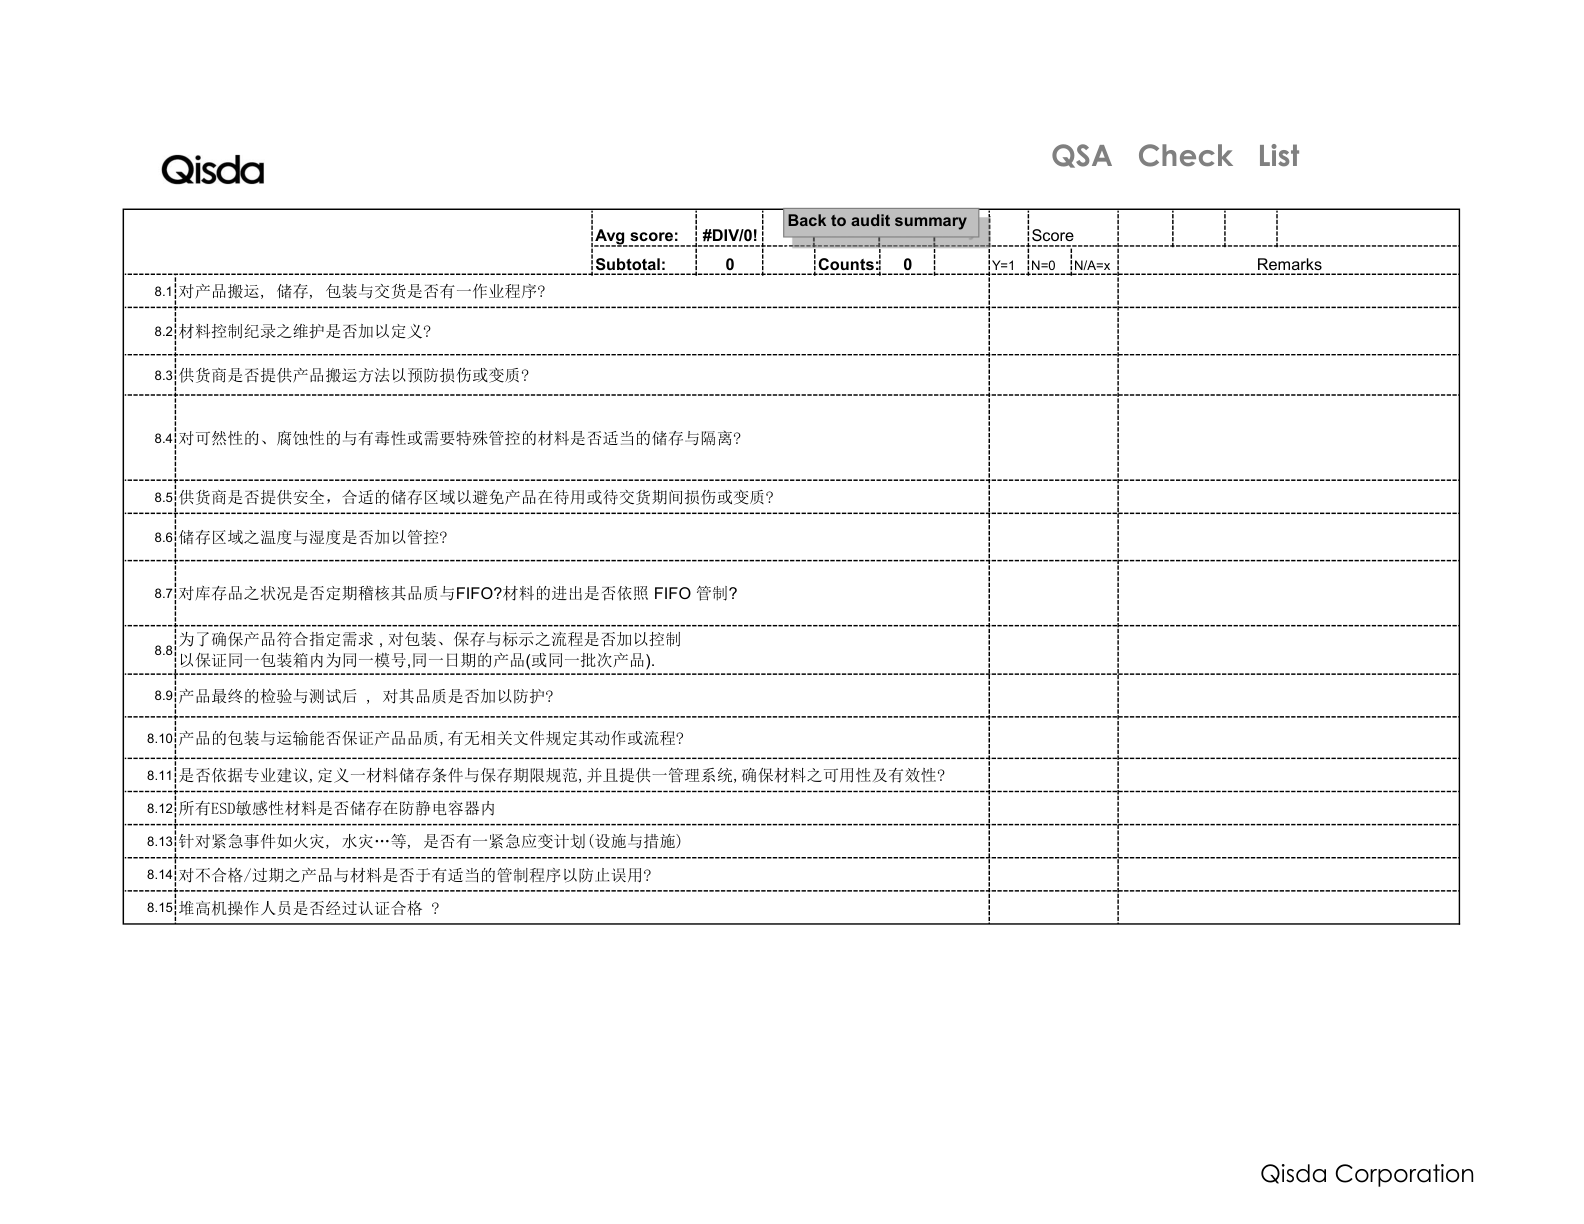 Qisda
QSA Check List
Back to audit summary
Avg score: #DIV/0! Score
Subtotal: 0 Counts: 0 Y=1 N=0 N/A=x Remarks
8.1 对产品搬运, 储存, 包装与交货是否有一作业程序?
8.2 材料控制纪录之维护是否加以定义?
8.3 供货商是否提供产品搬运方法以预防损伤或变质?
8.4 对可然性的、腐蚀性的与有毒性或需要特殊管控的材料是否适当的储存与隔离?
8.5 供货商是否提供安全，合适的储存区域以避免产品在待用或待交货期间损伤或变质?
8.6 储存区域之温度与湿度是否加以管控?
8.7 对库存品之状况是否定期稽核其品质与FIFO?材料的进出是否依照 FIFO 管制?
8.8 为了确保产品符合指定需求 , 对包装、保存与标示之流程是否加以控制
以保证同一包装箱内为同一模号,同一日期的产品(或同一批次产品).
8.9 产品最终的检验与测试后 , 对其品质是否加以防护?
8.10 产品的包装与运输能否保证产品品质,有无相关文件规定其动作或流程?
8.11 是否依据专业建议,定义一材料储存条件与保存期限规范,并且提供一管理系统,确保材料之可用性及有效性?
8.12 所有ESD敏感性材料是否储存在防静电容器内
8.13 针对紧急事件如火灾, 水灾…等, 是否有一紧急应变计划(设施与措施)
8.14 对不合格/过期之产品与材料是否于有适当的管制程序以防止误用?
8.15 堆高机操作人员是否经过认证合格 ?
Qisda Corporation